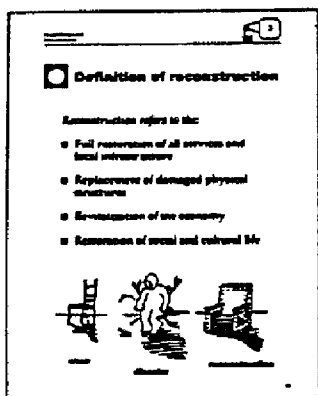 3
Definition of reconstruction
Reconstruction refers to the:
Full restoration of all services and
local infrastructure
Replacement of damaged physical
structures
Revitalization of the economy
Restoration of social and cultural life
disaster
reconstruction